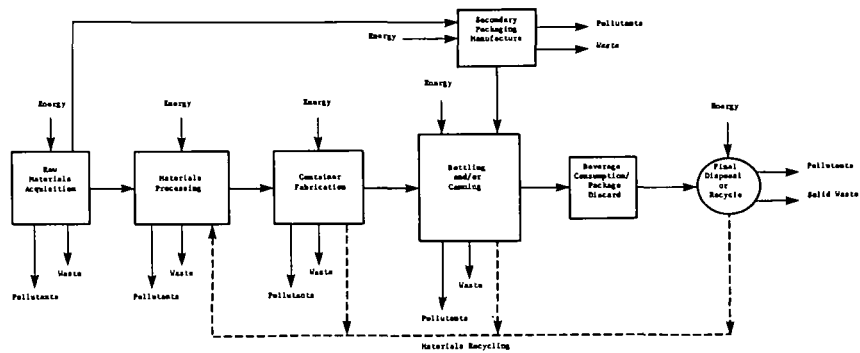 Secondary
Packaging
Manufacture
Pollutants
Waste
Energy
Energy
Energy
Energy
Energy
Energy
Raw
Materials
Acquisition
Materials
Processing
Container
Fabrication
Bottling
and/or
Canning
Beverage
Consumption/
Package
Discard
Final
Disposal
or
Recycle
Pollutants
Solid Waste
Waste
Waste
Waste
Waste
Pollutants
Pollutants
Pollutants
Pollutants
Materials Recycling